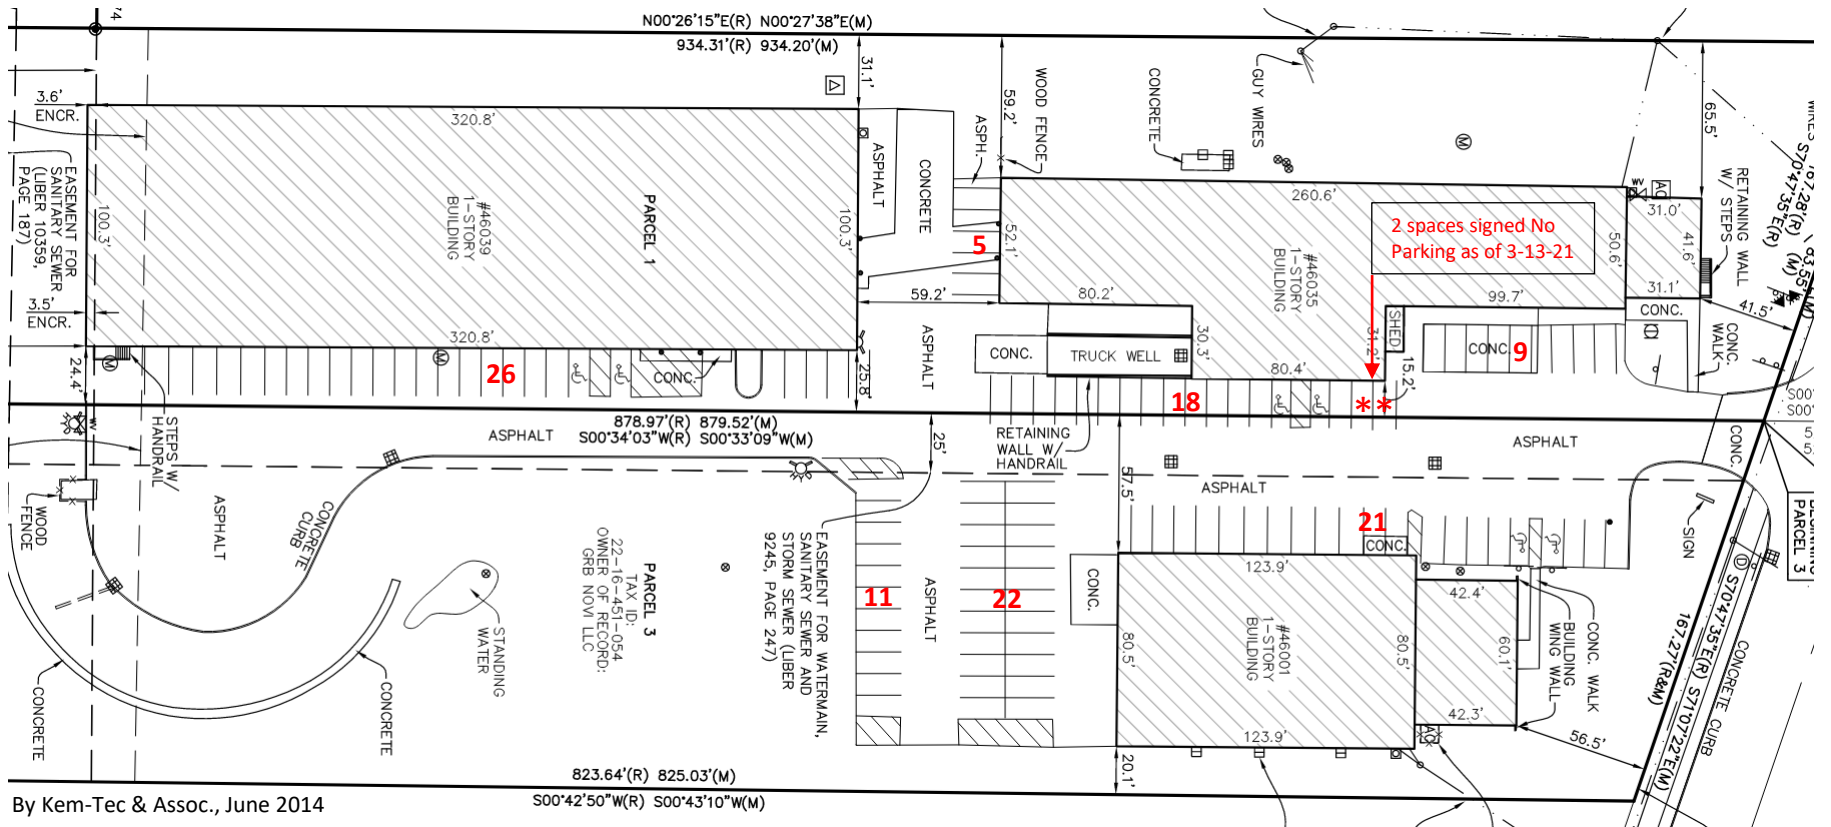 N00°26'15"E(R) N00°27'38"E(M)
934.31'(R) 934.20'(M)
31.1'
59.2'
WOOD FENCE
CONCRETE
GUY WIRES
65.5'
3.6'
ENCR.
320.8'
ASPHALT
CONCRETE
ASPH.
260.6'
WV
AC
31.0'
RETAINING WALL
W/ STEPS
S70°47'35"E(R)
EASEMENT FOR
SANITARY SEWER
(LIBER 10359,
PAGE 187)
100.3'
#46039
1-STORY
BUILDING
PARCEL 1
100.3'
5
52.1'
#46035
1-STORY
BUILDING
2 spaces signed No
Parking as of 3-13-21
50.6'
41.6'
3.5'
ENCR.
59.2'
80.2'
99.7'
31.1'
41.5'
320.8'
ASPHALT
CONC.
TRUCK WELL
30.3'
31.2'
SHED
CONC.
9
CONC.
CONC.
WALK
24.4'
26
CONC.
25.8'
80.4'
15.2'
18
**
STEPS W/
HANDRAIL
878.97'(R) 879.52'(M)
S00°34'03"W(R) S00°33'09"W(M)
ASPHALT
25'
RETAINING
WALL W/
HANDRAIL
57.5'
ASPHALT
CONC.
WV
WOOD
FENCE
ASPHALT
CONCRETE
CURB
ASPHALT
21
CONC.
SIGN
PARCEL 3
EASEMENT FOR WATERMAIN,
SANITARY SEWER AND
STORM SEWER (LIBER
9245, PAGE 247)
PARCEL 3
TAX ID:
22-16-451-054
OWNER OF RECORD:
GRB NOVI LLC
11
ASPHALT
22
CONC.
123.9'
42.4'
D
S70°47'35"E(R) S71°07'22"E(M)
167.27'(R&M)
CONCRETE CURB
STANDING
WATER
80.5'
#46001
1-STORY
BUILDING
80.5'
60.1'
BUILDING
WING WALL
CONC. WALK
CONCRETE
CONCRETE
123.9'
42.3'
AC
56.5'
20.1'
823.64'(R) 825.03'(M)
S00°42'50"W(R) S00°43'10"W(M)
By Kem-Tec & Assoc., June 2014